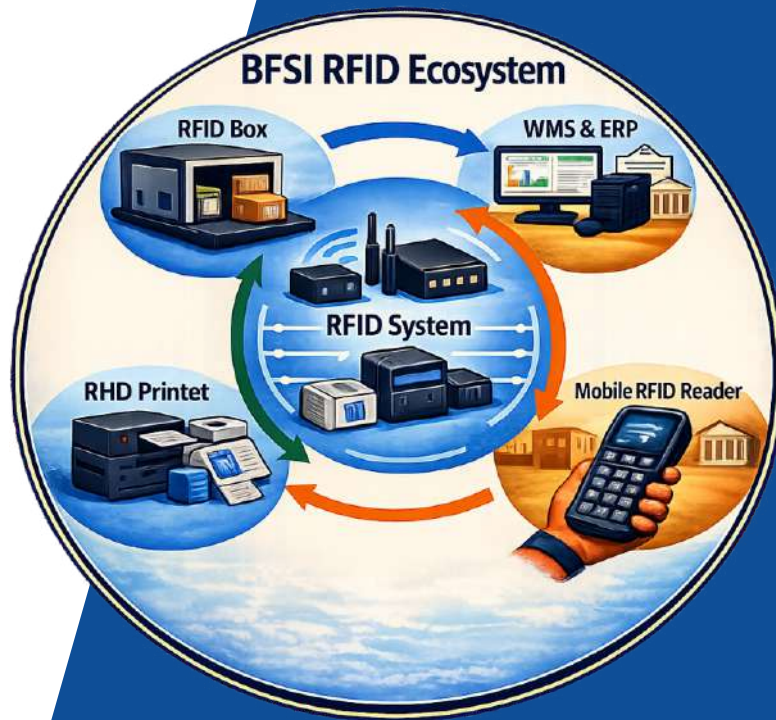 BFSI RFID Ecosystem
RFID Box
WMS & ERP
RFID System
RHD Printet
Mobile RFID Reader